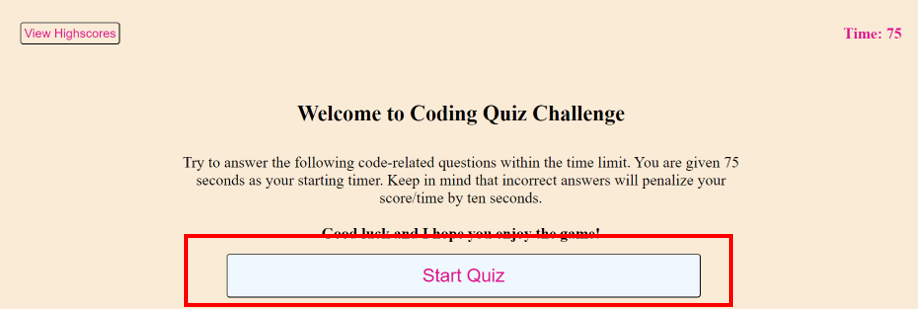 View Highscores
Time: 75
Welcome to Coding Quiz Challenge
Try to answer the following code-related questions within the time limit. You are given 75
seconds as your starting timer. Keep in mind that incorrect answers will penalize your
score/time by ten seconds.
Good luck and I hope you enjoy the game!
Start Quiz